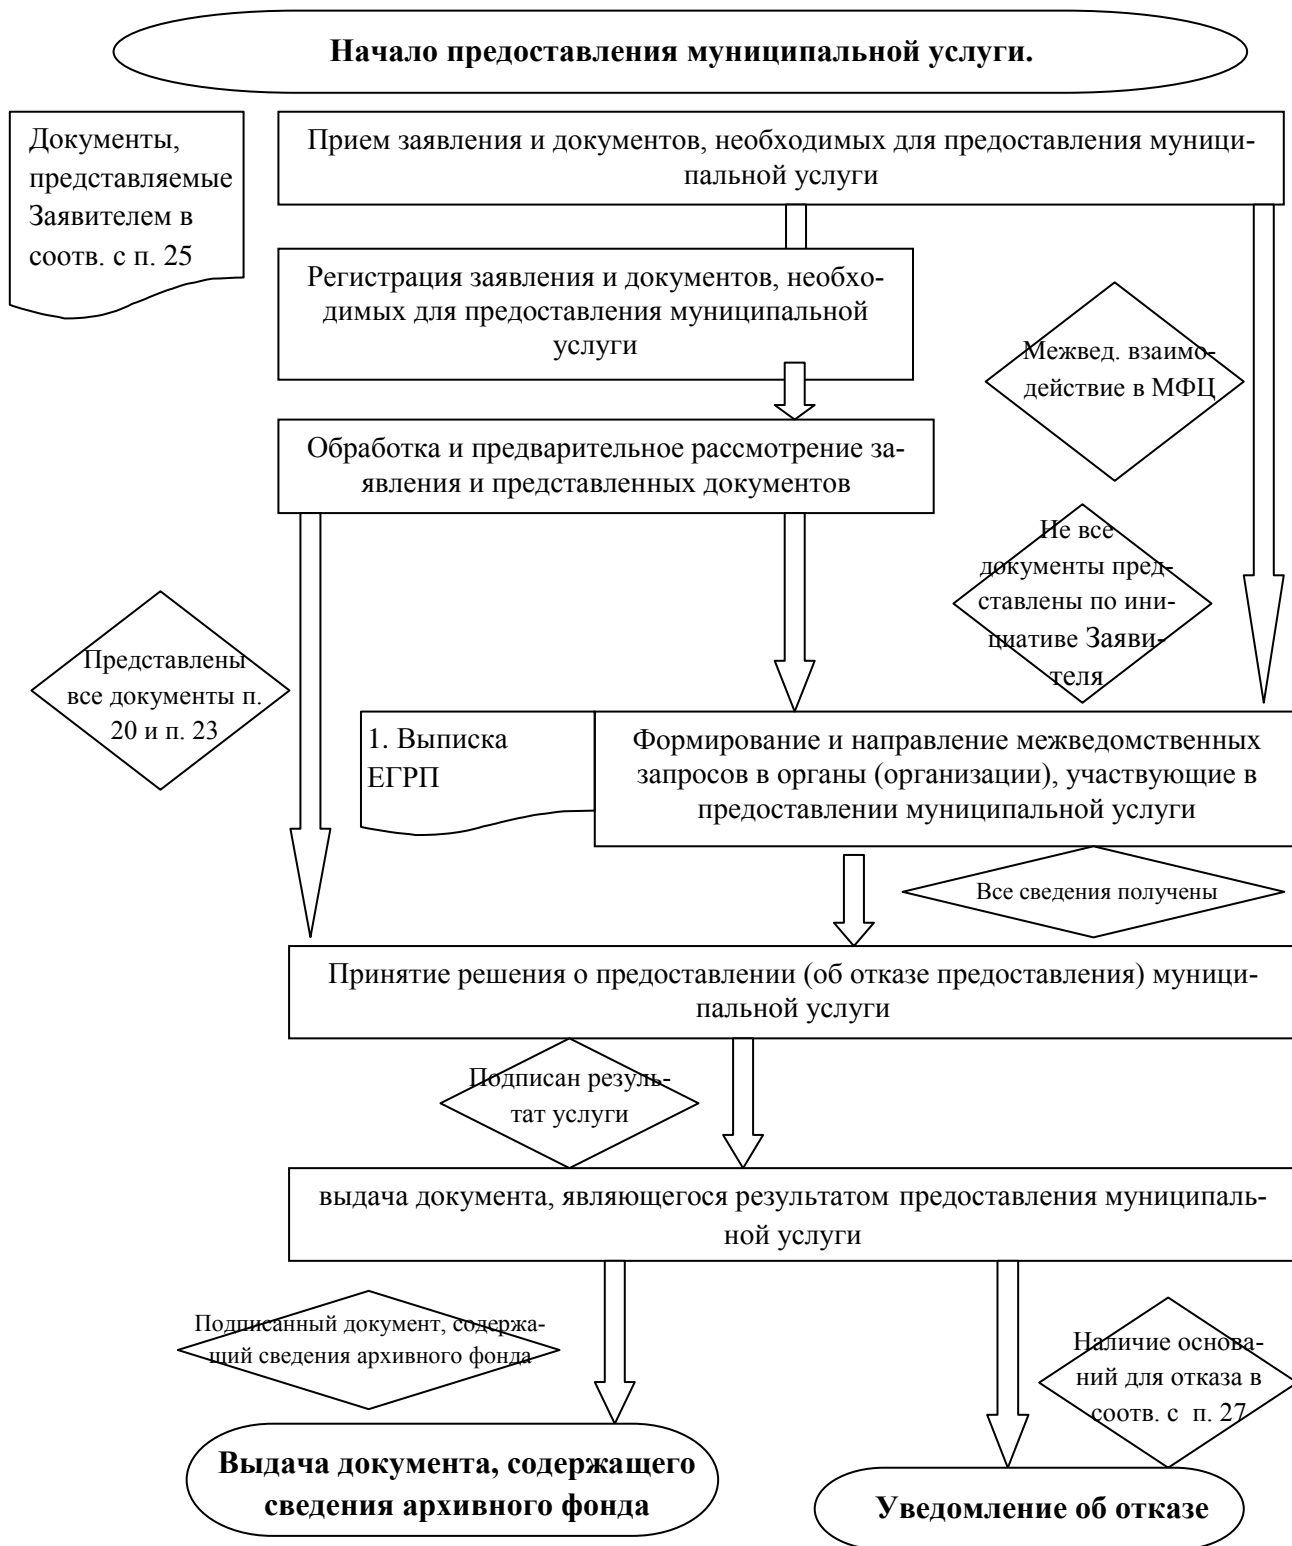 Начало предоставления муниципальной услуги.
Документы,
представляемые
Заявителем в
соотв. с п. 25
Прием заявления и документов, необходимых для предоставления муници-
пальной услуги
Регистрация заявления и документов, необхо-
димых для предоставления муниципальной
услуги
Межвед. взаимо-
действие в МФЦ
Обработка и предварительное рассмотрение за-
явления и представленных документов
Не все
документы пред-
ставлены по ини-
циативе Заяви-
теля
Представлены
все документы п.
20 и п. 23
1. Выписка
ЕГРП
Формирование и направление межведомственных
запросов в органы (организации), участвующие в
предоставлении муниципальной услуги
Все сведения получены
Принятие решения о предоставлении (об отказе предоставления) муници-
пальной услуги
Подписан резуль-
тат услуги
выдача документа, являющегося результатом предоставления муниципаль-
ной услуги
Подписанный документ, содержа-
щий сведения архивного фонда
Наличие основа-
ний для отказа в
соотв. с п. 27
Выдача документа, содержащего
сведения архивного фонда
Уведомление об отказе